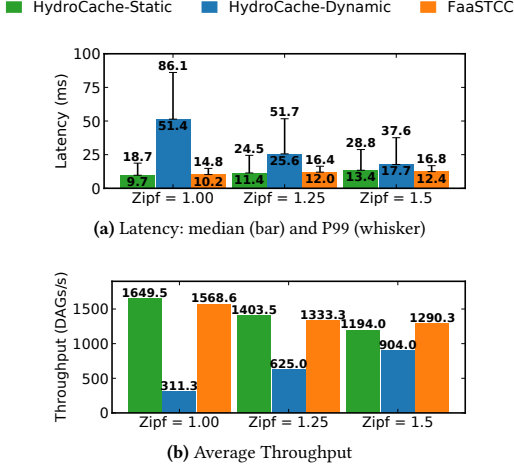 HydroCache-Static HydroCache-Dynamic FaaSTCC
100
75
50
25
0
Latency (ms)
18.7 9.7 86.1 51.4 14.8 10.2
24.5 11.4 51.7 25.6 16.4 12.0
28.8 13.4 37.6 17.7 16.8 12.4
Zipf = 1.00 Zipf = 1.25 Zipf = 1.5
(a) Latency: median (bar) and P99 (whisker)
1500
1000
500
0
Throughput (DAGs/s)
1649.5 311.3 1568.6
1403.5 625.0 1333.3
1194.0 904.0 1290.3
Zipf = 1.00 Zipf = 1.25 Zipf = 1.5
(b) Average Throughput